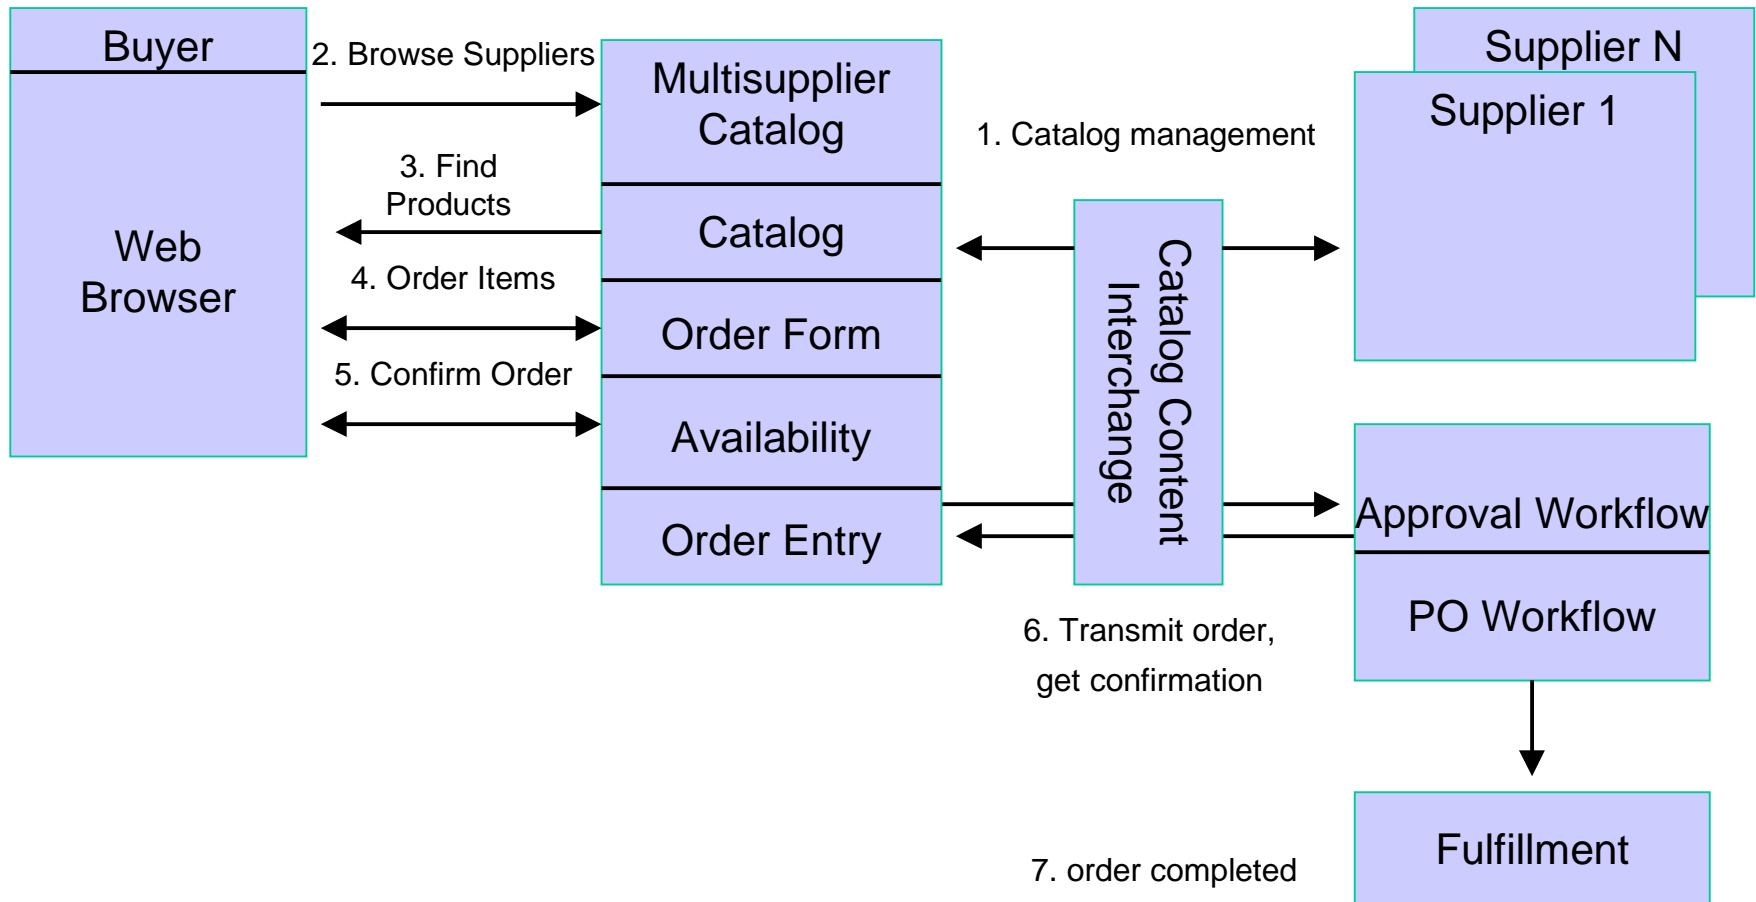 Buyer
Web
Browser
2. Browse Suppliers
3. Find
Products
4. Order Items
5. Confirm Order
Multisupplier
Catalog
Catalog
Order Form
Availability
Order Entry
1. Catalog management
Catalog Content
Interchange
6. Transmit order,
get confirmation
7. order completed
Supplier N
Supplier 1
Approval Workflow
PO Workflow
Fulfillment